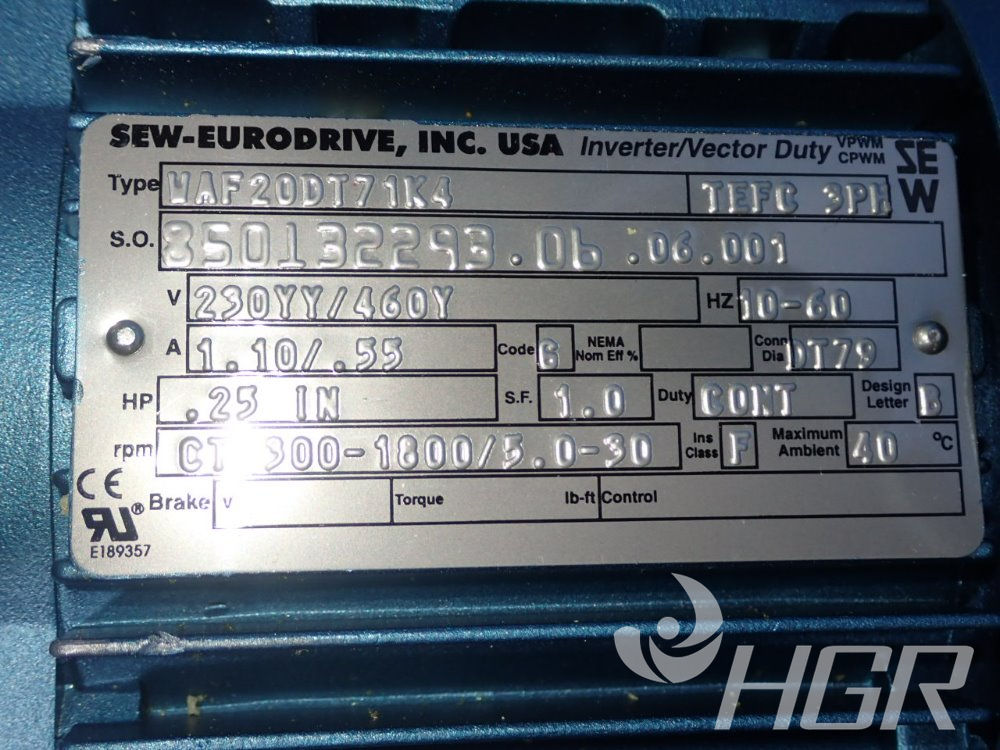 SEW-EURODRIVE, INC. USA Inverter/Vector Duty VPWM CPWM SEW
Type WAF20DT71K4 TEFC 3PH
S.O. 850132293.06 .06.001
V 230YY/460Y HZ 10-60
A 1.10/.55 Code G NEMA Nom Eff % Conn Dia DT79
HP .25 IN S.F. 1.0 Duty CONT Design Letter B
rpm CT 300-1800/5.0-30 Ins Class F Maximum Ambient 40 °C
CE Brake V Torque lb-ft Control
RU ®
E189357
HGR